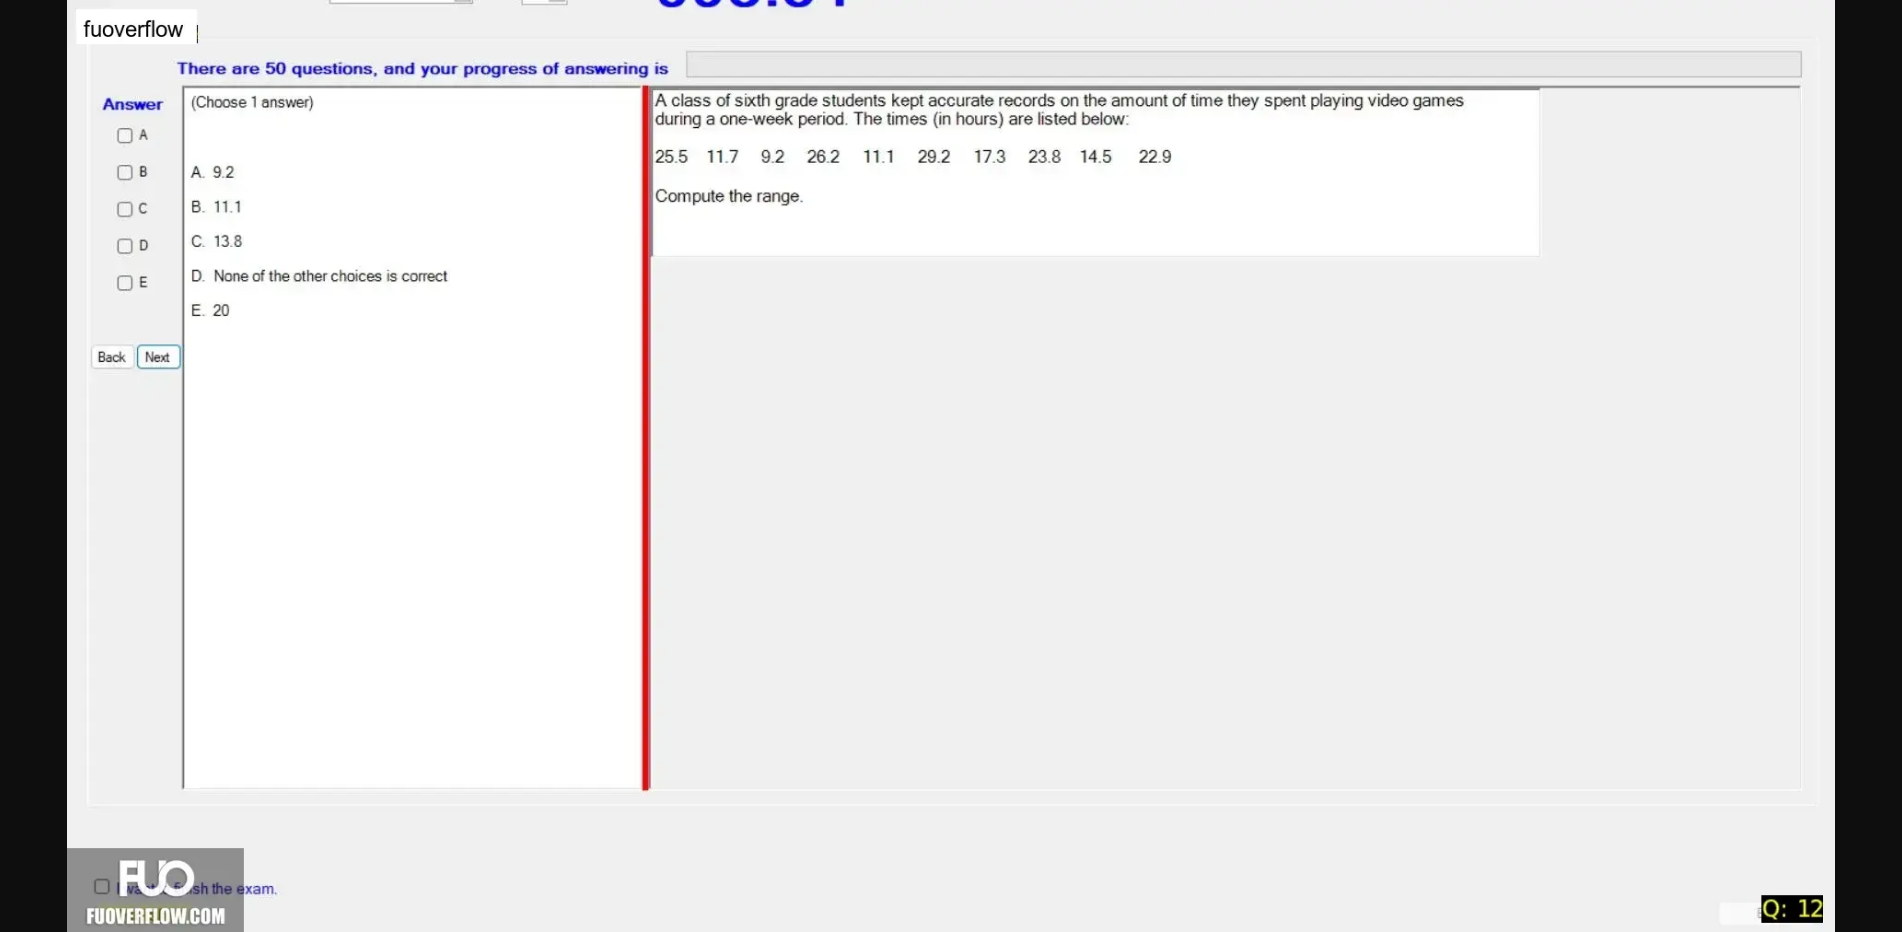 fuoverflow
There are 50 questions, and your progress of answering is
Answer
A
B
C
D
E
Back Next
(Choose 1 answer)
A. 9.2
B. 11.1
C. 13.8
D. None of the other choices is correct
E. 20
A class of sixth grade students kept accurate records on the amount of time they spent playing video games
during a one-week period. The times (in hours) are listed below:
25.5 11.7 9.2 26.2 11.1 29.2 17.3 23.8 14.5 22.9
Compute the range.
FUO
the exam.
FUOVERFLOW.COM
Q: 12